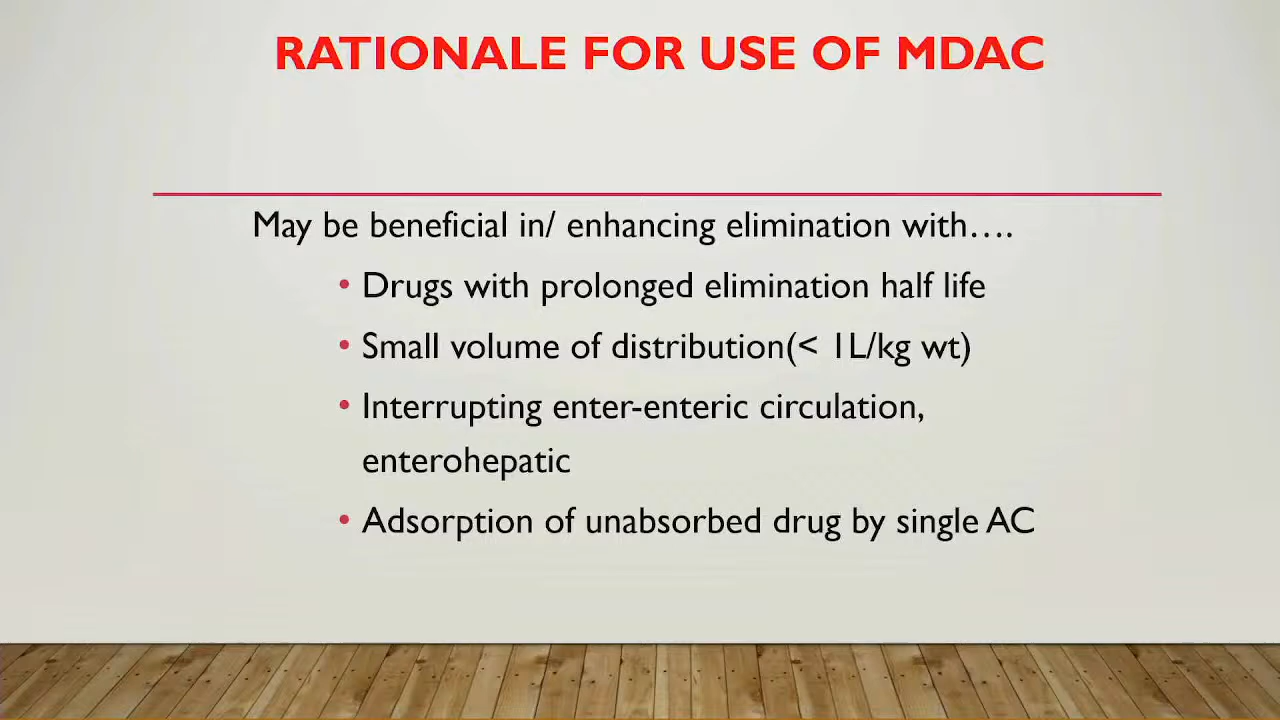 RATIONALE FOR USE OF MDAC
May be beneficial in/ enhancing elimination with….
• Drugs with prolonged elimination half life
• Small volume of distribution(< 1L/kg wt)
• Interrupting enter-enteric circulation,
enterohepatic
• Adsorption of unabsorbed drug by single AC